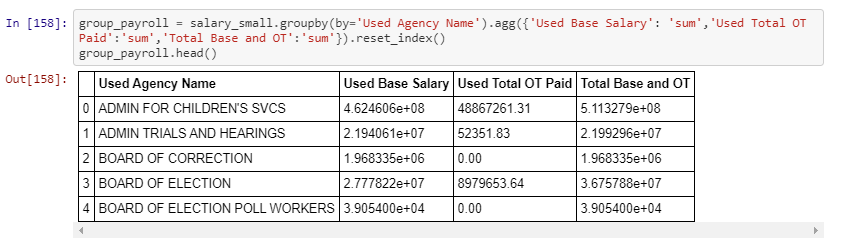 In [158]: group_payroll = salary_small.groupby(by='Used Agency Name').agg({'Used Base Salary': 'sum','Used Total OT
Paid':'sum','Total Base and OT':'sum'}).reset_index()
group_payroll.head()
Out[158]:
Used Agency Name Used Base Salary Used Total OT Paid Total Base and OT
0 ADMIN FOR CHILDREN'S SVCS 4.624606e+08 48867261.31 5.113279e+08
1 ADMIN TRIALS AND HEARINGS 2.194061e+07 52351.83 2.199296e+07
2 BOARD OF CORRECTION 1.968335e+06 0.00 1.968335e+06
3 BOARD OF ELECTION 2.777822e+07 8979653.64 3.675788e+07
4 BOARD OF ELECTION POLL WORKERS 3.905400e+04 0.00 3.905400e+04